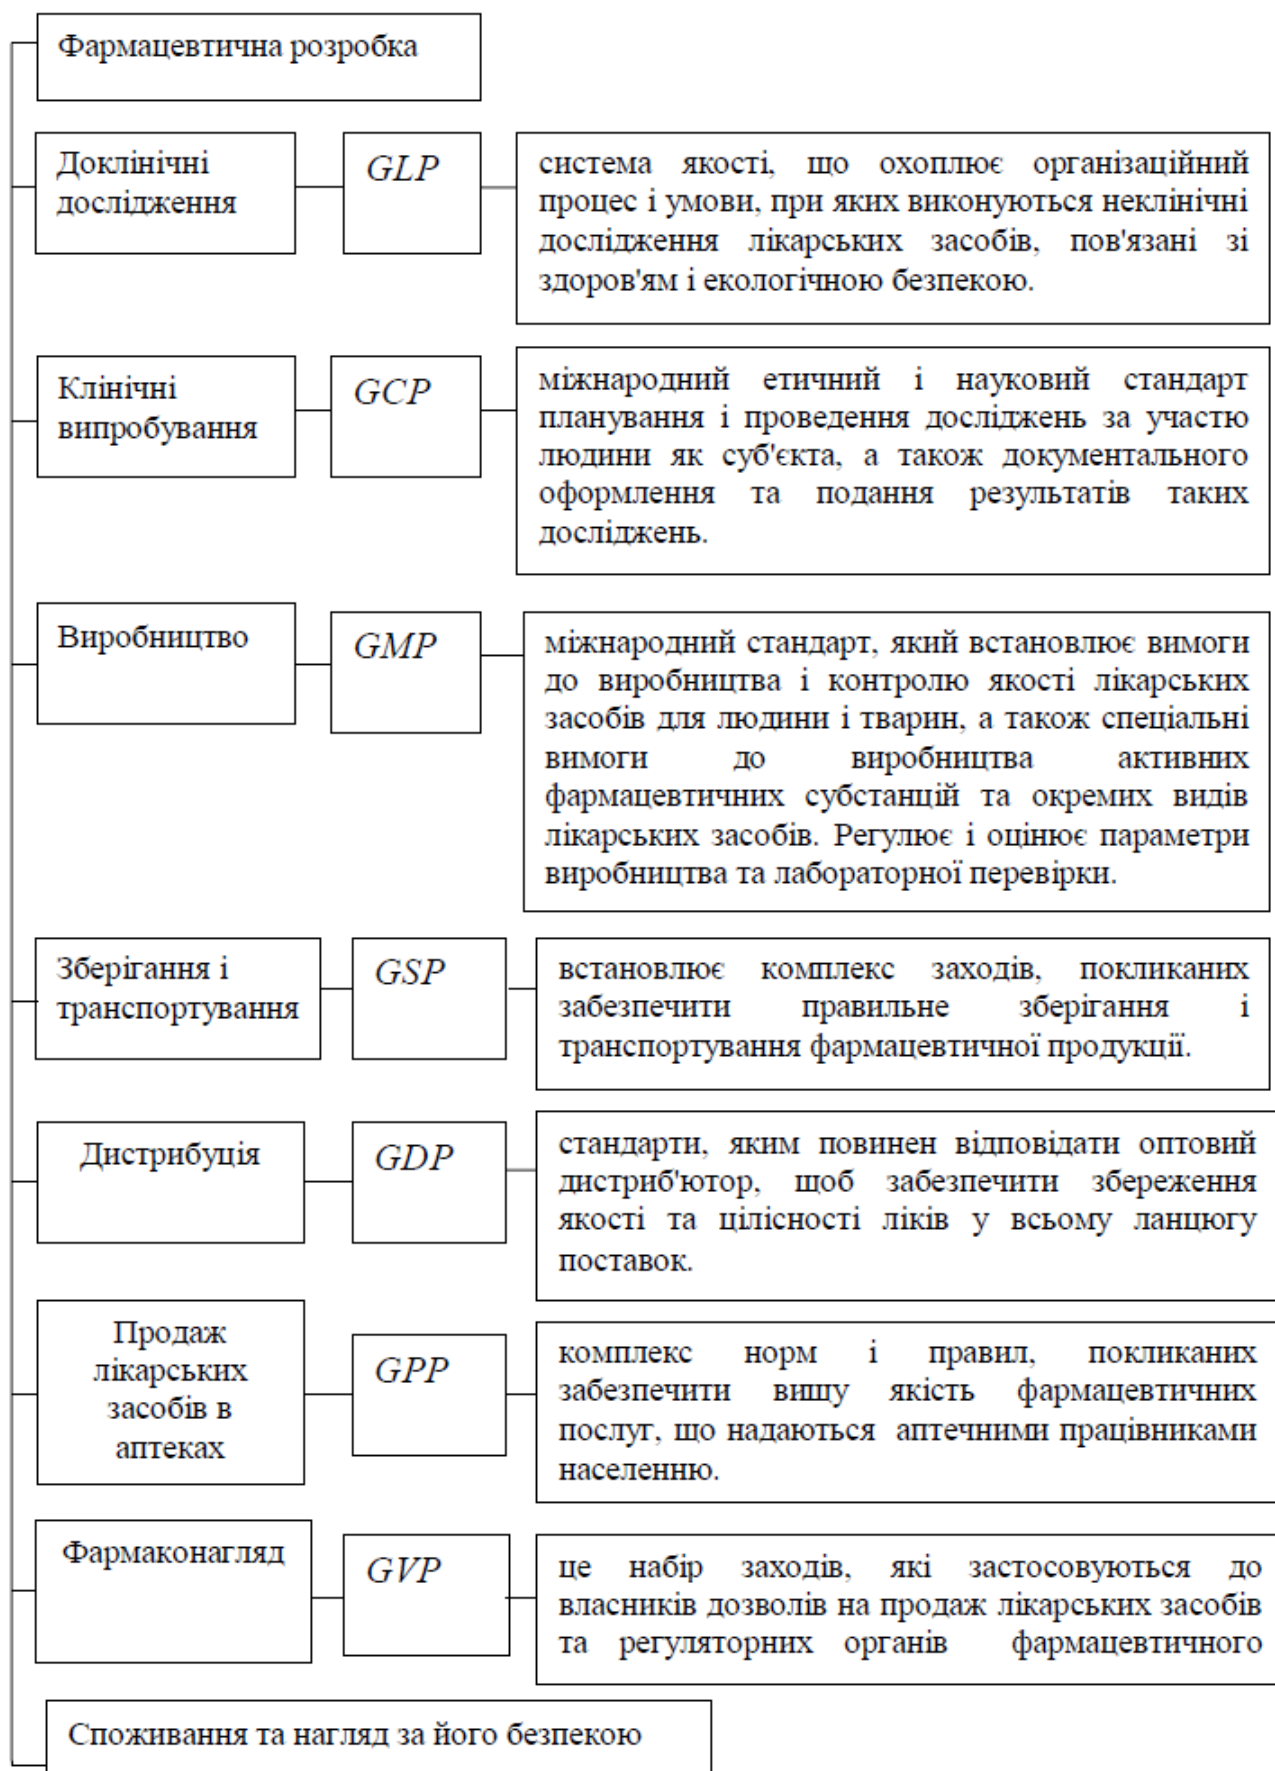 Фармацевтична розробка
Доклінічні
дослідження
GLP
система якості, що охоплює організаційний
процес і умови, при яких виконуються неклінічні
дослідження лікарських засобів, пов'язані зі
здоров'ям і екологічною безпекою.
Клінічні
випробування
GCP
міжнародний етичний і науковий стандарт
планування і проведення досліджень за участю
людини як суб'єкта, а також документального
оформлення та подання результатів таких
досліджень.
Виробництво
GMP
міжнародний стандарт, який встановлює вимоги
до виробництва і контролю якості лікарських
засобів для людини і тварин, а також спеціальні
вимоги до виробництва активних
фармацевтичних субстанцій та окремих видів
лікарських засобів. Регулює і оцінює параметри
виробництва та лабораторної перевірки.
Зберігання і
транспортування
GSP
встановлює комплекс заходів, покликаних
забезпечити правильне зберігання і
транспортування фармацевтичної продукції.
Дистрибуція
GDP
стандарти, яким повинен відповідати оптовий
дистриб'ютор, щоб забезпечити збереження
якості та цілісності ліків у всьому ланцюгу
поставок.
Продаж
лікарських
засобів в
аптеках
GPP
комплекс норм і правил, покликаних
забезпечити вищу якість фармацевтичних
послуг, що надаються аптечними працівниками
населенню.
Фармаконагляд
GVP
це набір заходів, які застосовуються до
власників дозволів на продаж лікарських засобів
та регуляторних органів фармацевтичного
Споживання та нагляд за його безпекою